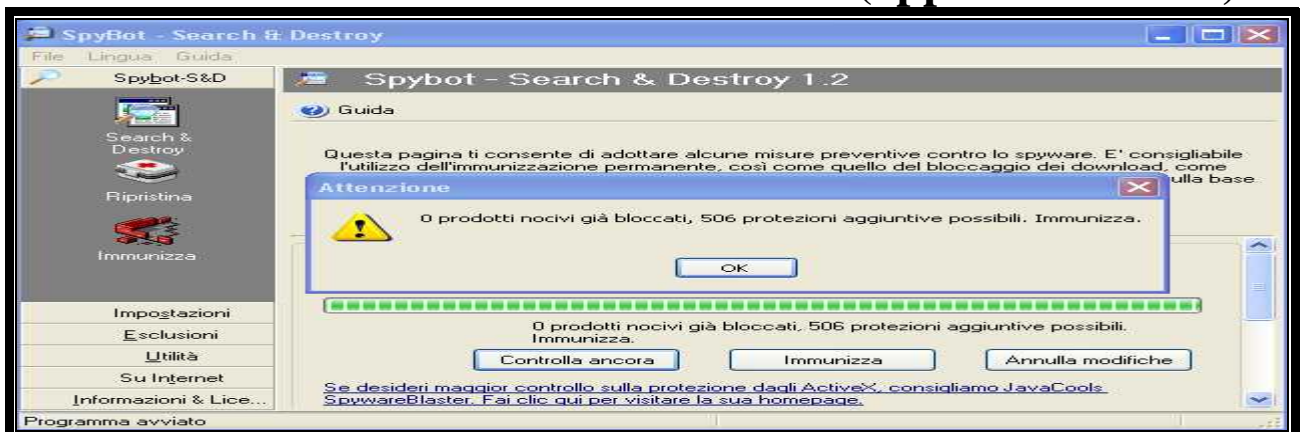 SpyBot - Search & Destroy
File Lingua Guida
Spybot-S&D
Search &
Destroy
Ripristina
Immunizza
Impostazioni
Esclusioni
Utilità
Su Internet
Informazioni & Lice...
Programma avviato
Spybot - Search & Destroy 1.2
Guida
Questa pagina ti consente di adottare alcune misure preventive contro lo spyware. E' consigliabile
l'utilizzo dell'immunizzazione permanente, così come quello del bloccaggio dei download, come
ulla base
Attenzione
0 prodotti nocivi già bloccati, 506 protezioni aggiuntive possibili. Immunizza.
OK
0 prodotti nocivi già bloccati, 506 protezioni aggiuntive possibili.
Immunizza.
Controlla ancora Immunizza Annulla modifiche
Se desideri maggior controllo sulla protezione dagli ActiveX, consigliamo JavaCools
SpywareBlaster. Fai clic qui per visitare la sua homepage.